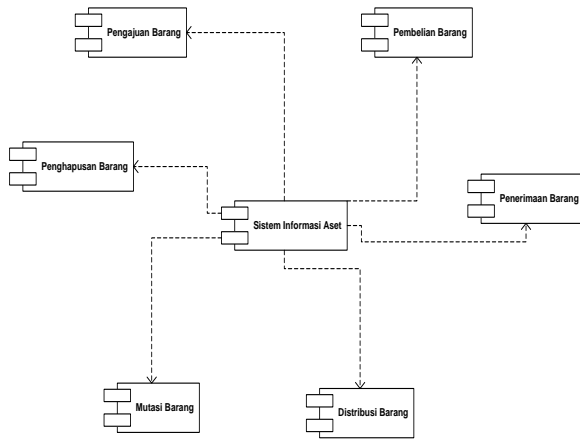 Pengajuan Barang
Pembelian Barang
Penghapusan Barang
Penerimaan Barang
Sistem Informasi Aset
Mutasi Barang
Distribusi Barang